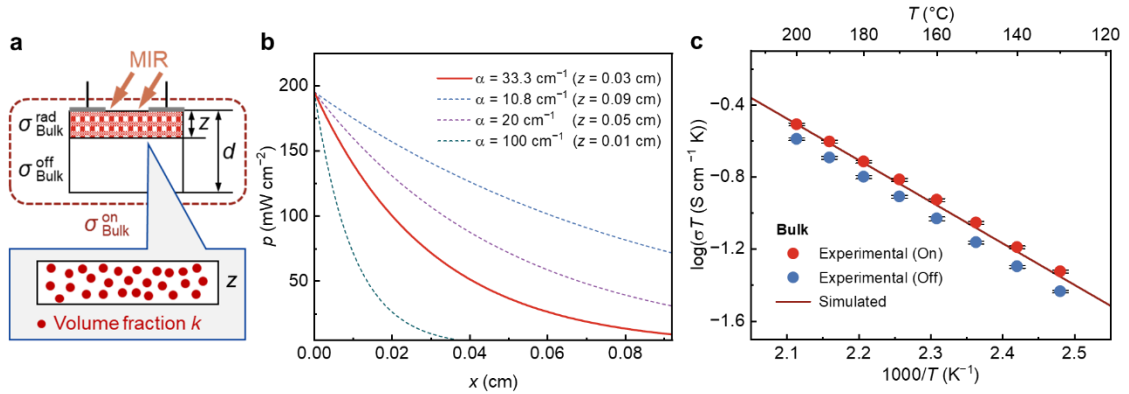 a
MIR
σ^rad_Bulk
z
d
σ^off_Bulk
σ^on_Bulk
z
Volume fraction k
b
200
150
100
50
0.00
0.02
0.04
0.06
0.08
p (mW cm⁻²)
x (cm)
α = 33.3 cm⁻¹ (z = 0.03 cm)
α = 10.8 cm⁻¹ (z = 0.09 cm)
α = 20 cm⁻¹ (z = 0.05 cm)
α = 100 cm⁻¹ (z = 0.01 cm)
c
T (°C)
200 180 160 140 120
−0.4
−0.8
−1.2
−1.6
log(σT (S cm⁻¹ K))
Bulk
Experimental (On)
Experimental (Off)
Simulated
2.1 2.2 2.3 2.4 2.5
1000/T (K⁻¹)